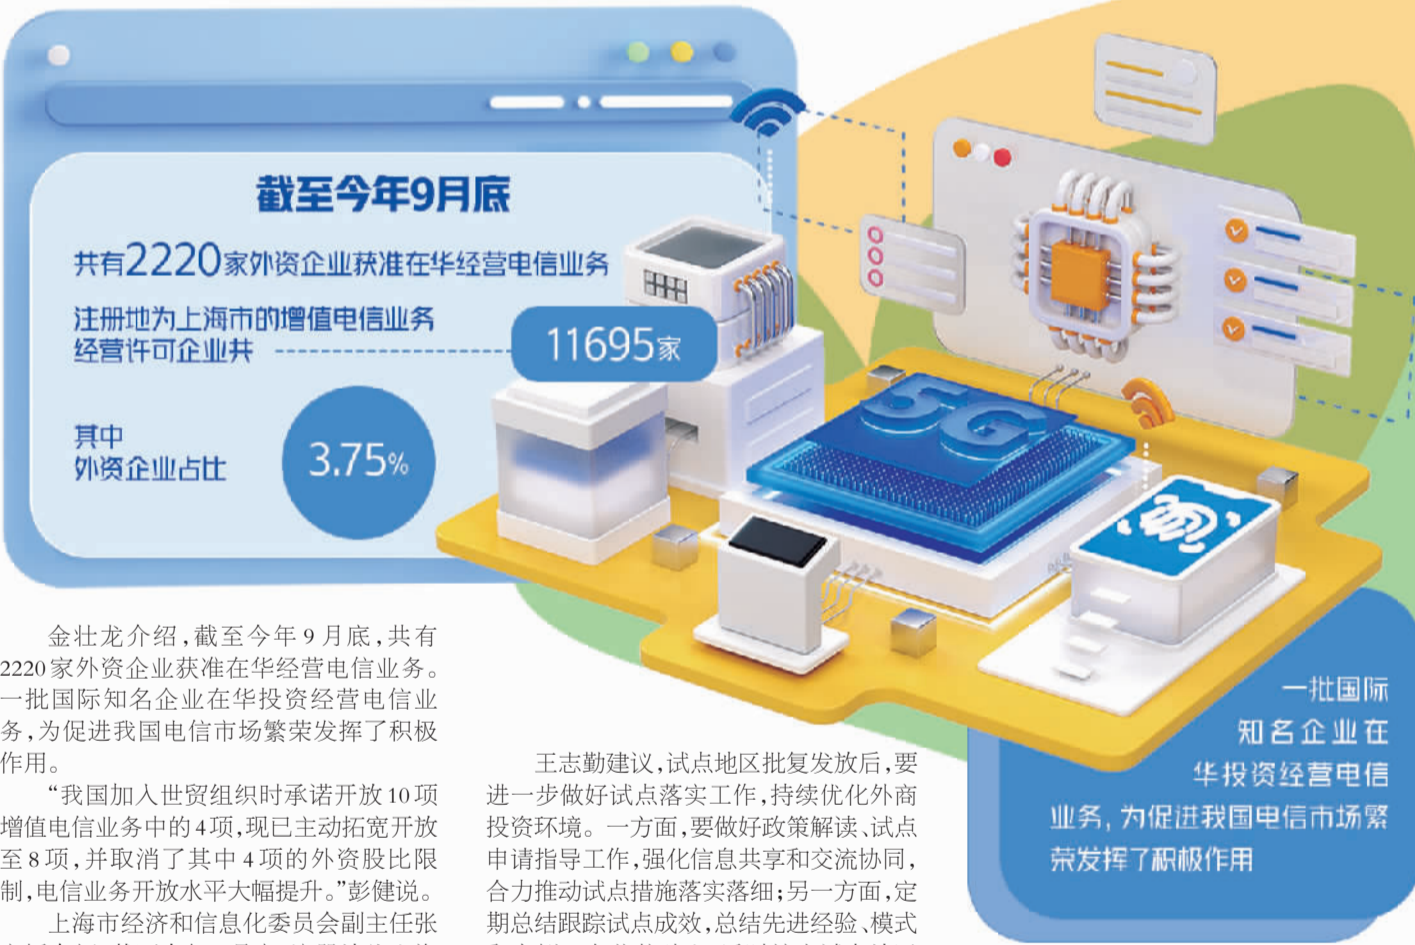 截至今年9月底
共有2220家外资企业获准在华经营电信业务
注册地为上海市的增值电信业务
经营许可企业共
11695家
其中
外资企业占比
3.75%
5G
一批国际
知名企业在
华投资经营电信
业务,为促进我国电信市场繁
荣发挥了积极作用
金壮龙介绍,截至今年9月底,共有
2220家外资企业获准在华经营电信业务。
一批国际知名企业在华投资经营电信业
务,为促进我国电信市场繁荣发挥了积极
作用。
“我国加入世贸组织时承诺开放10项
增值电信业务中的4项,现已主动拓宽开放
至8项,并取消了其中4项的外资股比限
制,电信业务开放水平大幅提升。”彭健说。
上海市经济和信息化委员会副主任张
王志勤建议,试点地区批复发放后,要
进一步做好试点落实工作,持续优化外商
投资环境。一方面,要做好政策解读、试点
申请指导工作,强化信息共享和交流协同,
合力推动试点措施落实落细;另一方面,定
期总结跟踪试点成效,总结先进经验、模式